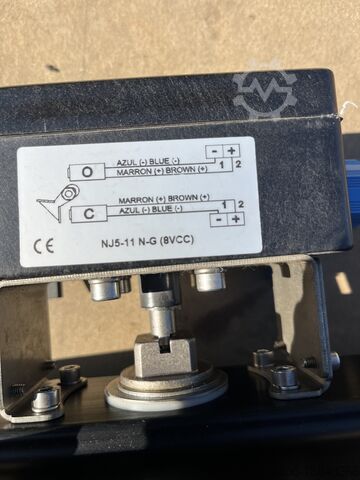 - +
O AZUL (-) BLUE (-) 1 2
MARRON (+) BROWN (+)
MARRON (+) BROWN (+) 1 2
C AZUL (-) BLUE (-)
- +
CE NJ5-11 N-G (8VCC)